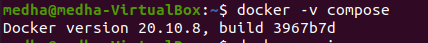 medha@medha-VirtualBox:~$ docker -v compose
Docker version 20.10.8, build 3967b7d